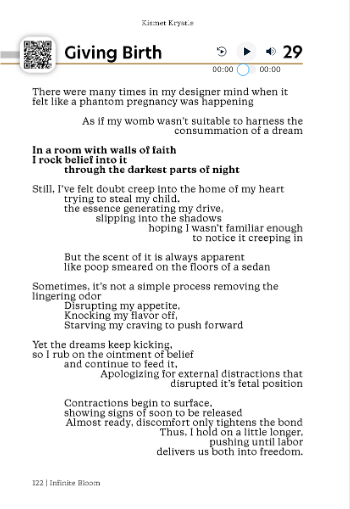 Kismet Krystle
Giving Birth
29
00:00
00:00
There were many times in my designer mind when it
felt like a phantom pregnancy was happening
As if my womb wasn't suitable to harness the
consummation of a dream
In a room with walls of faith
I rock belief into it
through the darkest parts of night
Still, I've felt doubt creep into the home of my heart
trying to steal my child,
the essence generating my drive,
slipping into the shadows
hoping I wasn't familiar enough
to notice it creeping in
But the scent of it is always apparent
like poop smeared on the floors of a sedan
Sometimes, it's not a simple process removing the
lingering odor
Disrupting my appetite,
Knocking my flavor off,
Starving my craving to push forward
Yet the dreams keep kicking,
so I rub on the ointment of belief
and continue to feed it,
Apologizing for external distractions that
disrupted it's fetal position
Contractions begin to surface,
showing signs of soon to be released
Almost ready, discomfort only tightens the bond
Thus, I hold on a little longer,
pushing until labor
delivers us both into freedom.
122 | Infinite Bloom